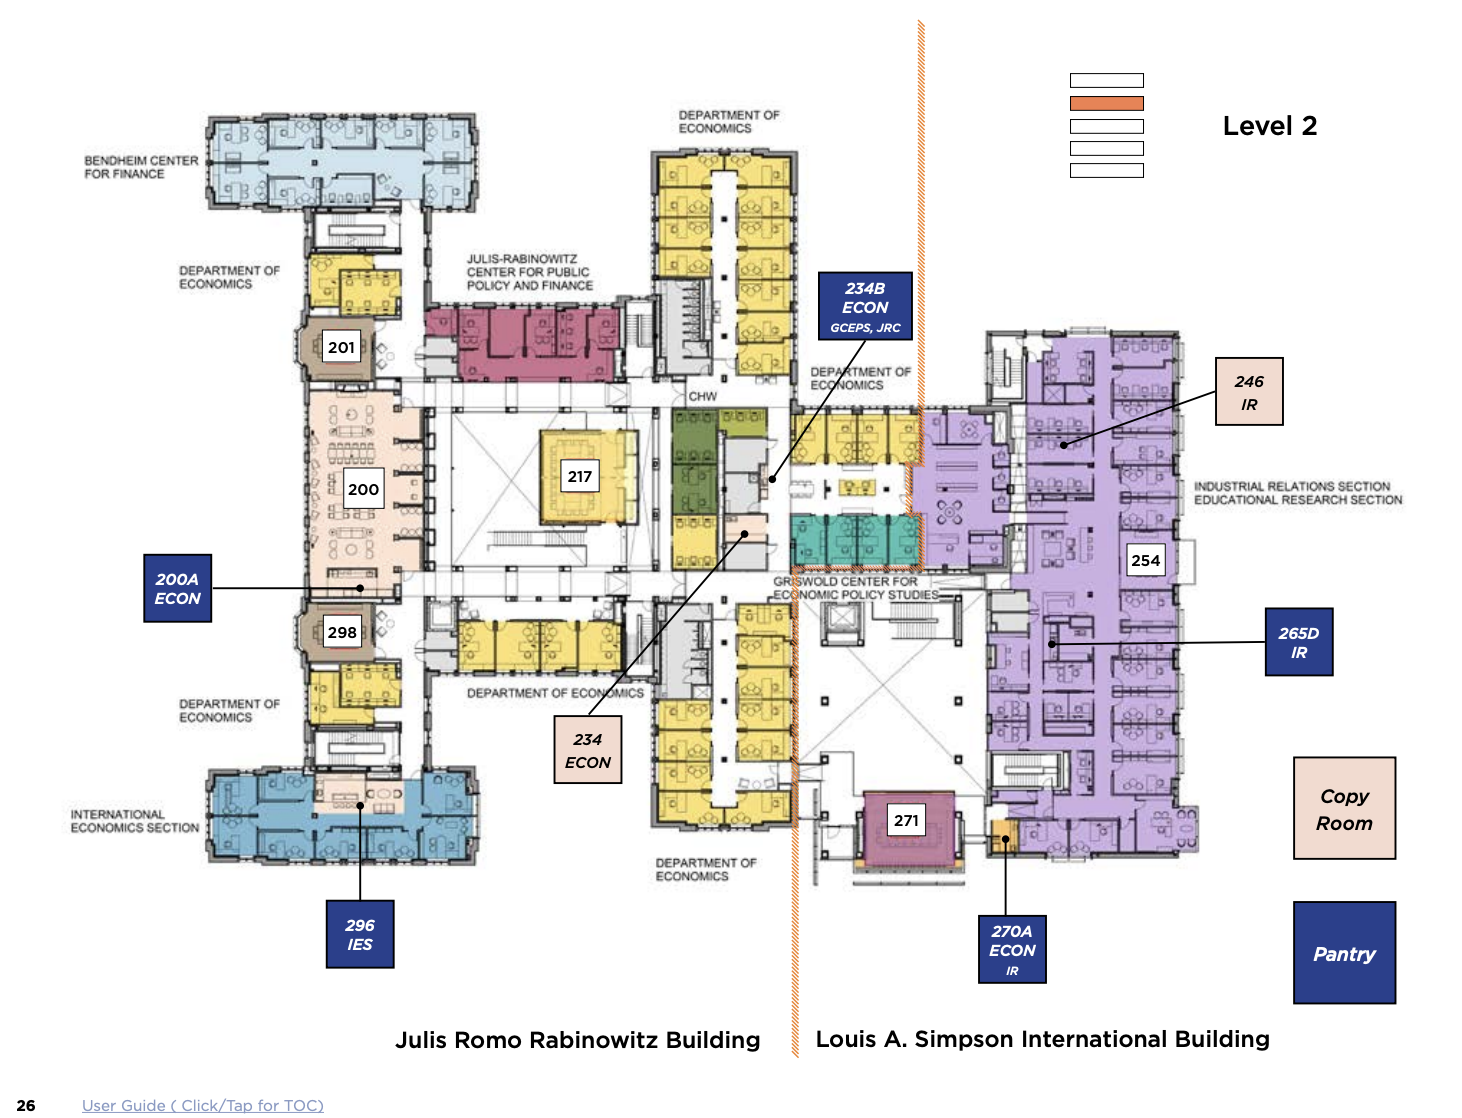 Level 2
DEPARTMENT OF
ECONOMICS
BENDHEIM CENTER
FOR FINANCE
DEPARTMENT OF
ECONOMICS
JULIS-RABINOWITZ
CENTER FOR PUBLIC
POLICY AND FINANCE
234B
ECON
GCEPS, JRC
201
DEPARTMENT OF
ECONOMICS
246
IR
CHW
217
200
INDUSTRIAL RELATIONS SECTION
EDUCATIONAL RESEARCH SECTION
254
200A
ECON
GRISWOLD CENTER FOR
ECONOMIC POLICY STUDIES
298
265D
IR
DEPARTMENT OF ECONOMICS
DEPARTMENT OF
ECONOMICS
234
ECON
Copy
Room
INTERNATIONAL
ECONOMICS SECTION
271
DEPARTMENT OF
ECONOMICS
296
IES
270A
ECON
IR
Pantry
Julis Romo Rabinowitz Building
Louis A. Simpson International Building
26
User Guide ( Click/Tap for TOC)